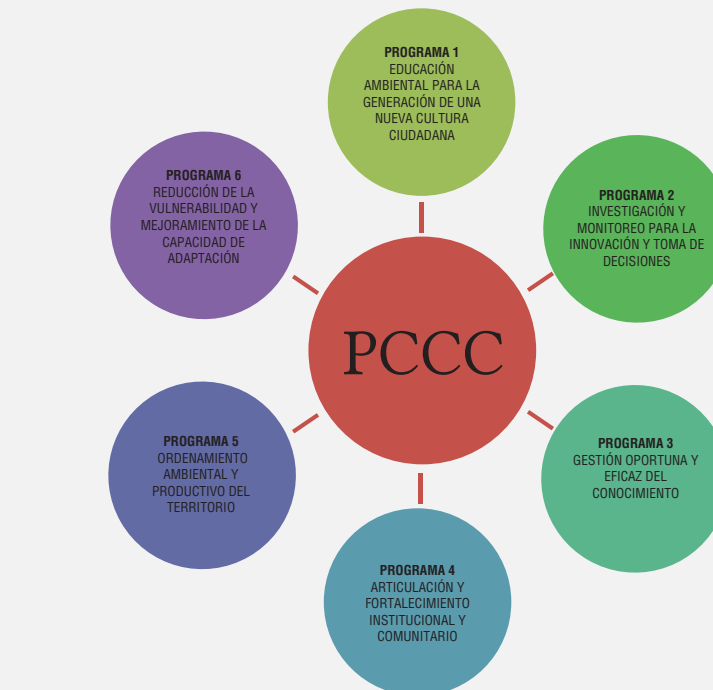 PROGRAMA 1
EDUCACIÓN
AMBIENTAL PARA LA
GENERACIÓN DE UNA
NUEVA CULTURA
CIUDADANA
PROGRAMA 2
INVESTIGACIÓN Y
MONITOREO PARA LA
INNOVACIÓN Y TOMA DE
DECISIONES
PROGRAMA 3
GESTIÓN OPORTUNA Y
EFICAZ DEL
CONOCIMIENTO
PROGRAMA 4
ARTICULACIÓN Y
FORTALECIMIENTO
INSTITUCIONAL Y
COMUNITARIO
PROGRAMA 5
ORDENAMIENTO
AMBIENTAL Y
PRODUCTIVO DEL
TERRITORIO
PROGRAMA 6
REDUCCIÓN DE LA
VULNERABILIDAD Y
MEJORAMIENTO DE LA
CAPACIDAD DE
ADAPTACIÓN
PCCC